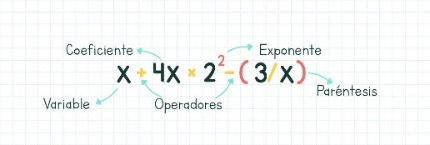 Coeficiente Exponente
x + 4x × 2² - ( 3 / x )
Paréntesis
Variable Operadores